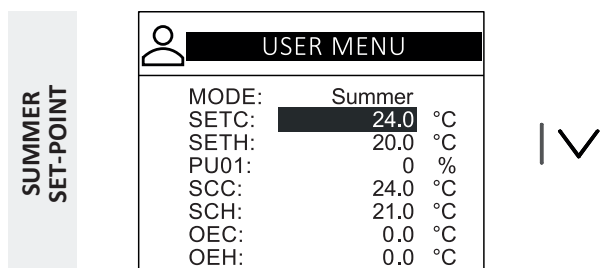 SUMMER
SET-POINT
USER MENU
MODE: Summer
SETC: 24.0 °C
SETH: 20.0 °C
PU01: 0 %
SCC: 24.0 °C
SCH: 21.0 °C
OEC: 0.0 °C
OEH: 0.0 °C